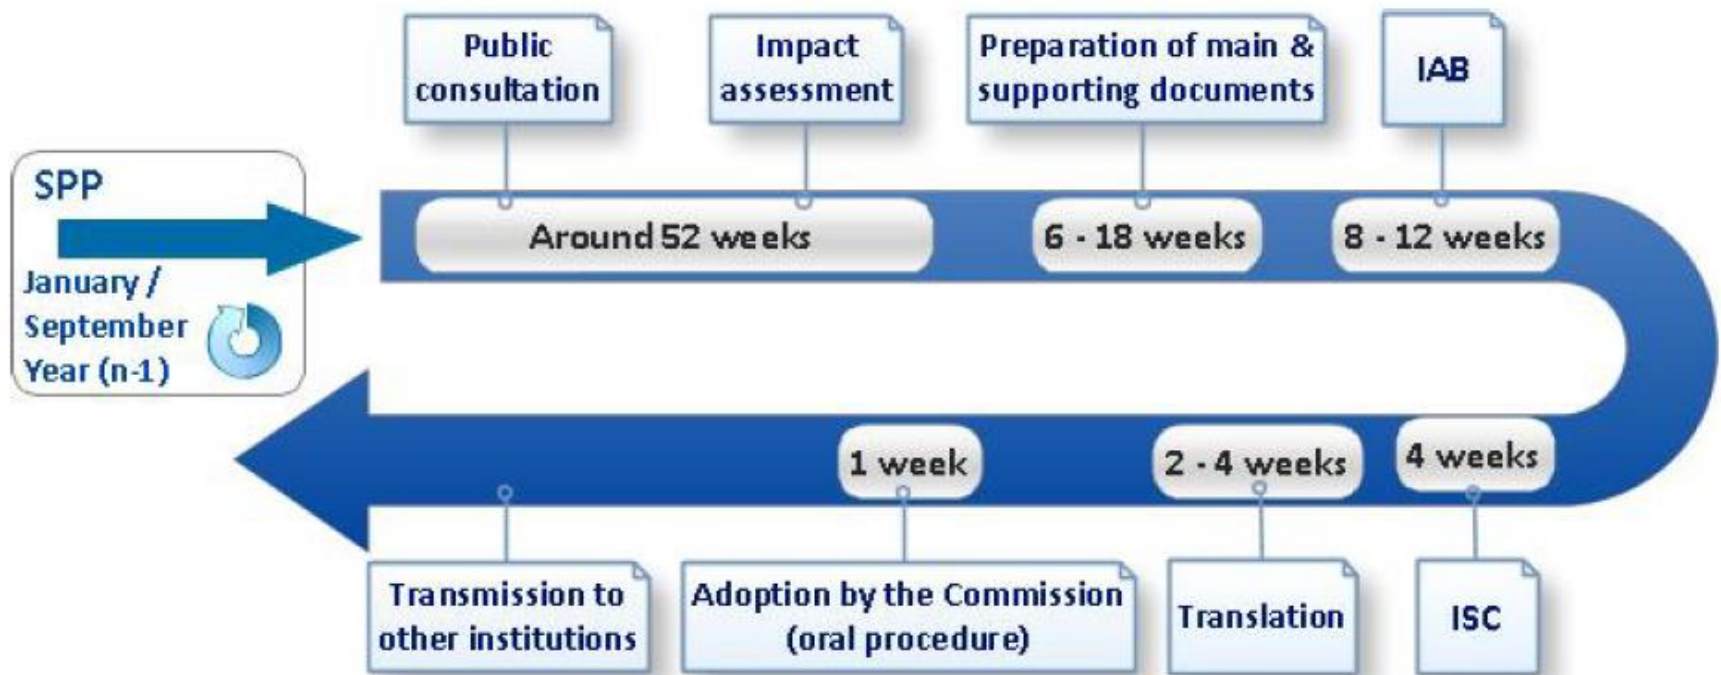 Public
consultation
Impact
assessment
Preparation of main &
supporting documents
IAB
SPP
January /
September
Year (n-1)
Around 52 weeks
6 - 18 weeks
8 - 12 weeks
1 week
2 - 4 weeks
4 weeks
Transmission to
other institutions
Adoption by the Commission
(oral procedure)
Translation
ISC